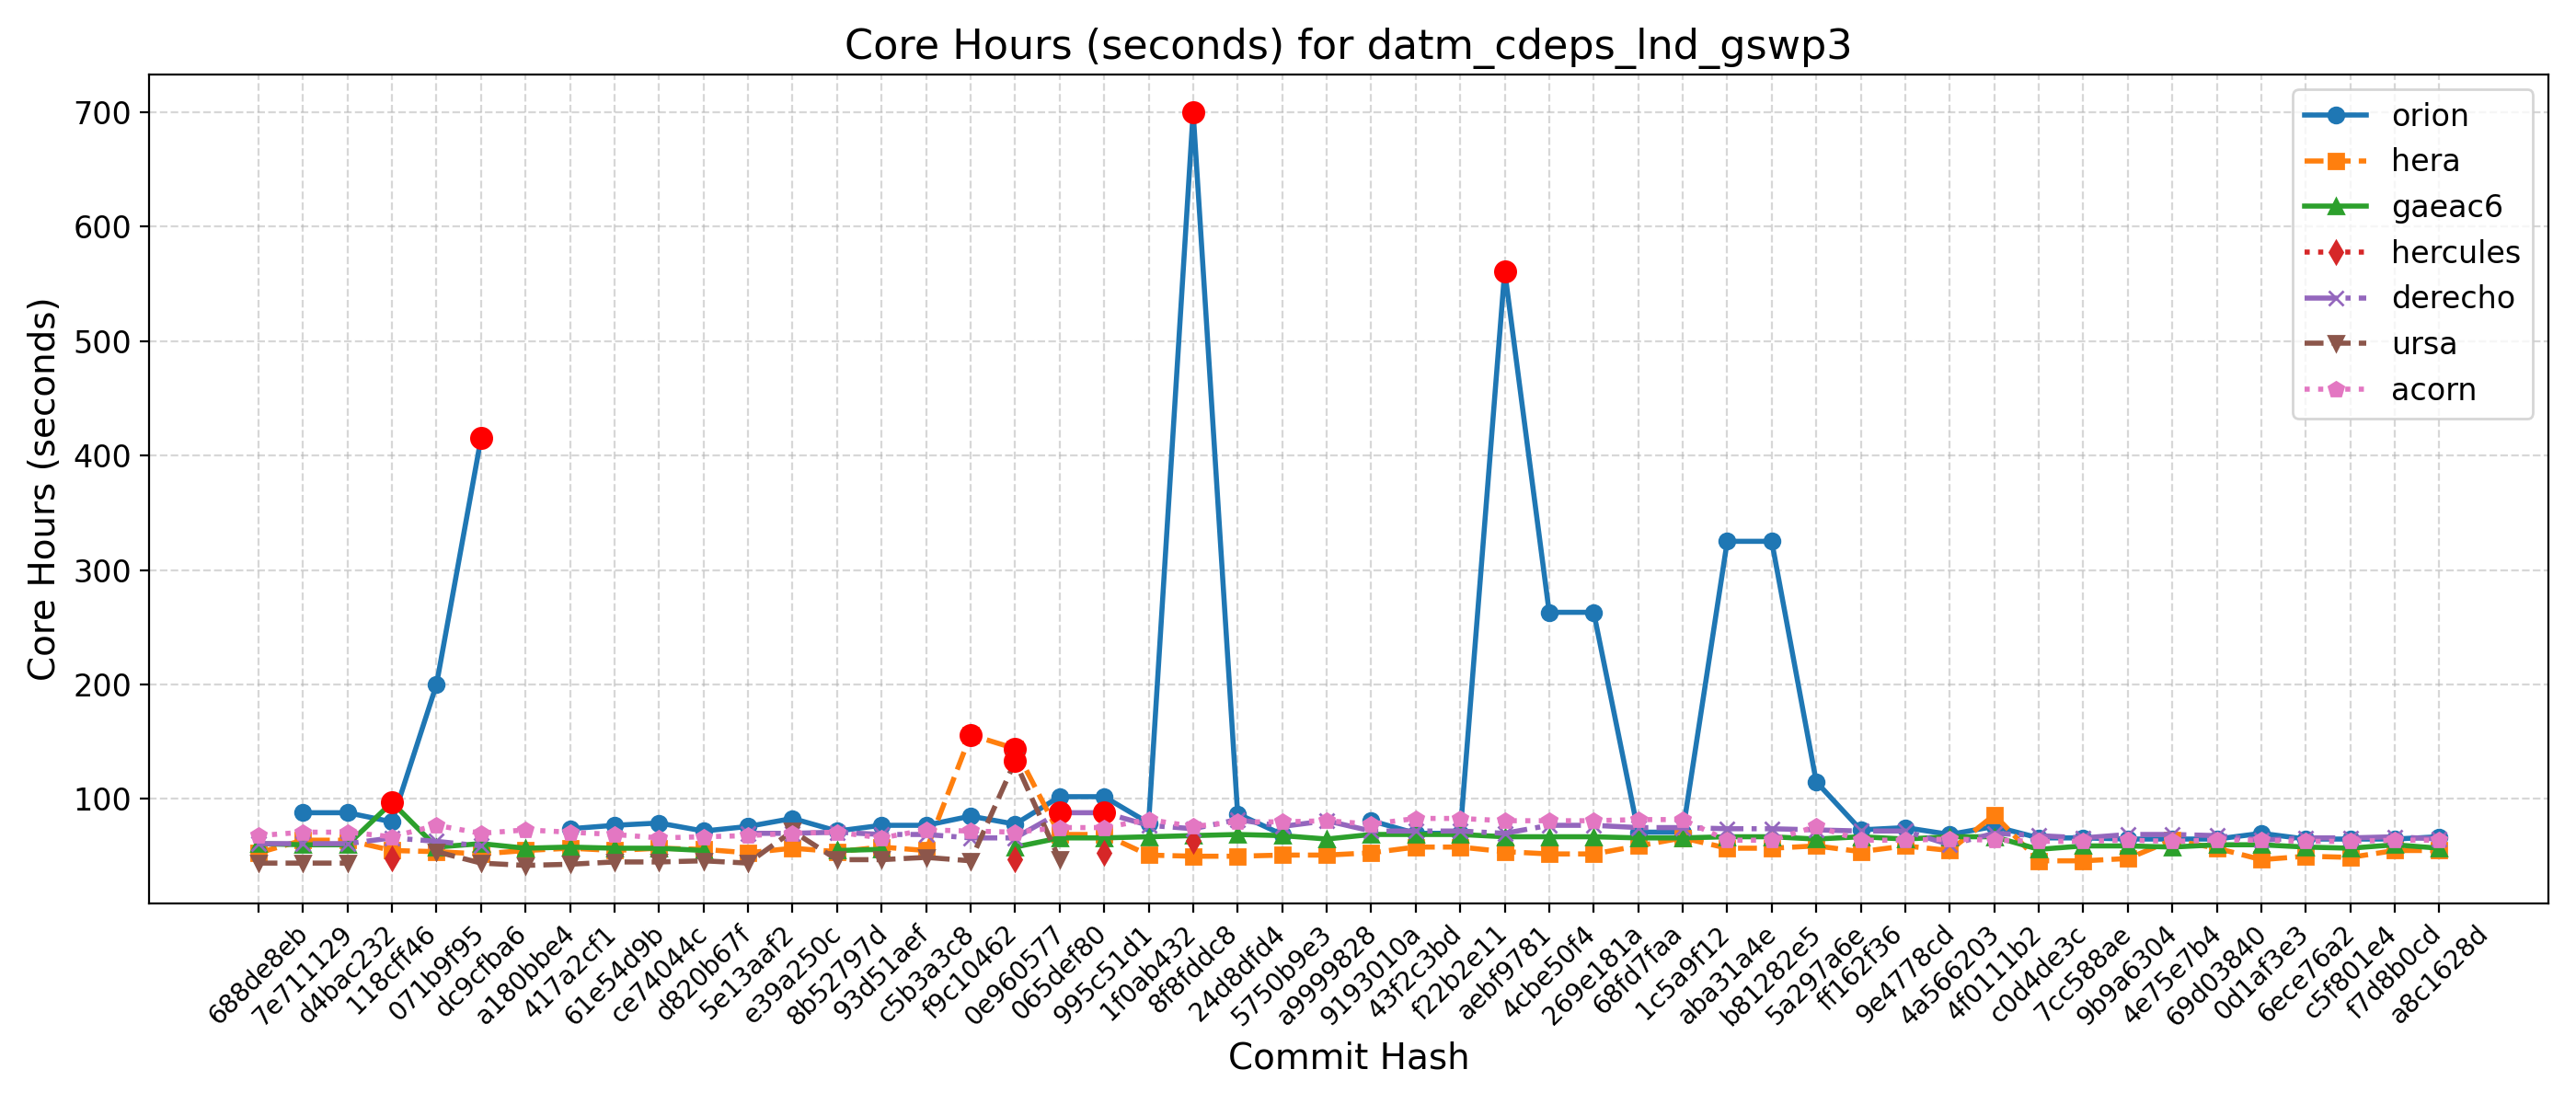 Core Hours (seconds) for datm_cdeps_lnd_gswp3
Core Hours (seconds)
700
600
500
400
300
200
100
orion
hera
gaeac6
hercules
derecho
ursa
acorn
688de8eb
7e711129
d4bac232
118cff46
071b9f95
dc9cfba6
a180bbe4
417a2cf1
61e54d9b
ce74044c
d820b67f
5e13aaf2
e39a250c
8b52797d
93d51aef
c5b3a3c8
f9c10462
0e960577
065def80
995c51d1
1f0ab432
8f8fddc8
24d8dfd4
5750b9e3
a9999828
9193010a
43f2c3bd
f22b2e11
aebf9781
4cbe50f4
269e181a
68fd7faa
1c5a9f12
aba31a4e
b81282e5
5a297a6e
ff162f36
9e4778cd
4a566203
4f0111b2
c0d4de3c
7cc588ae
9b9a6304
4e75e7b4
69d03840
0d1af3e3
6ece76a2
c5f801e4
f7d8b0cd
a8c1628d
Commit Hash